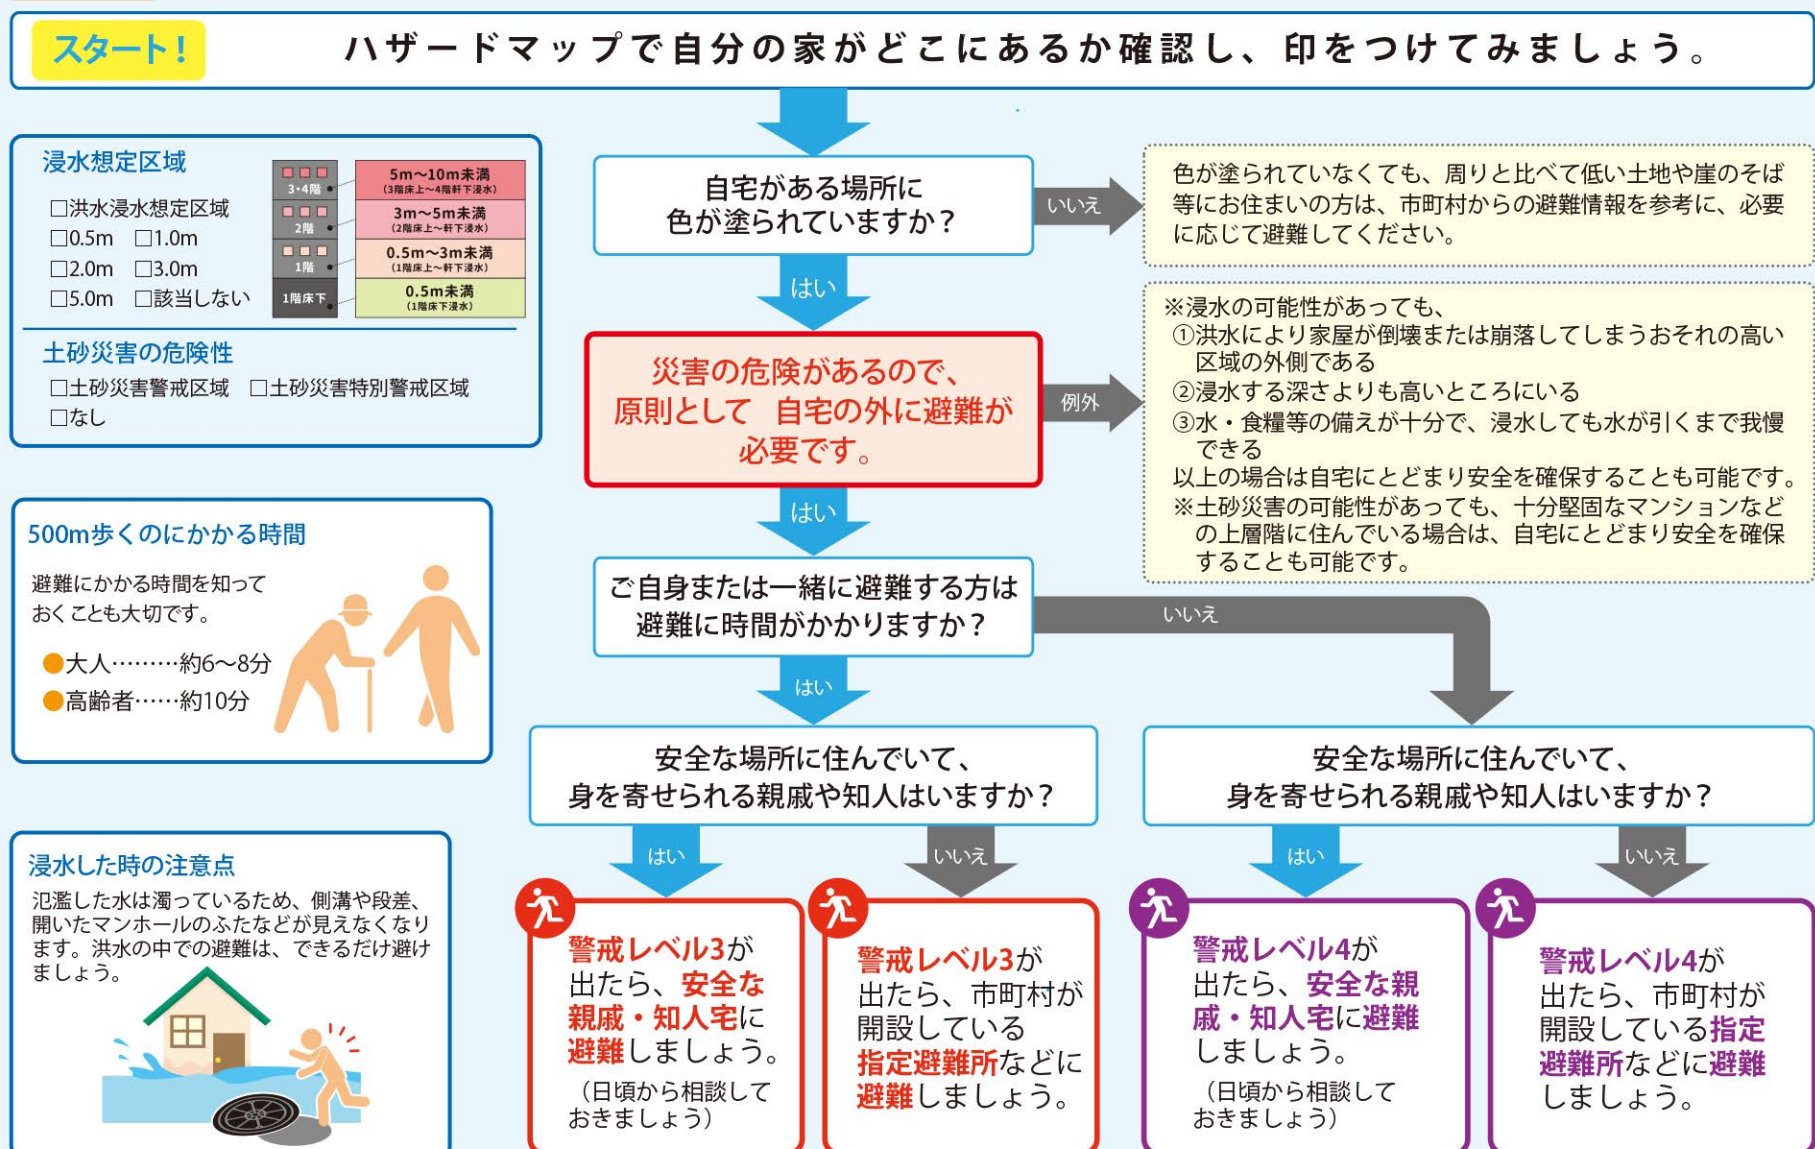 スタート！
ハザードマップで自分の家がどこにあるか確認し、印をつけてみましょう。
浸水想定区域
□洪水浸水想定区域
□0.5m □1.0m
□2.0m □3.0m
□5.0m □該当しない
3・4階
5m～10m未満
(3階床上～4階軒下浸水)
2階
3m～5m未満
(2階床上～軒下浸水)
1階
0.5m～3m未満
(1階床上～軒下浸水)
1階床下
0.5m未満
(1階床下浸水)
土砂災害の危険性
□土砂災害警戒区域 □土砂災害特別警戒区域
□なし
自宅がある場所に
色が塗られていますか？
いいえ
色が塗られていなくても、周りと比べて低い土地や崖のそば
等にお住まいの方は、市町村からの避難情報を参考に、必要
に応じて避難してください。
はい
災害の危険があるので、
原則として 自宅の外に避難が
必要です。
例外
※浸水の可能性があっても、
①洪水により家屋が倒壊または崩落してしまうおそれの高い
区域の外側である
②浸水する深さよりも高いところにいる
③水・食糧等の備えが十分で、浸水しても水が引くまで我慢
できる
以上の場合は自宅にとどまり安全を確保することも可能です。
※土砂災害の可能性があっても、十分堅固なマンションなど
の上層階に住んでいる場合は、自宅にとどまり安全を確保
することも可能です。
はい
500m歩くのにかかる時間
避難にかかる時間を知って
おくことも大切です。
●大人………約6～8分
●高齢者……約10分
ご自身または一緒に避難する方は
避難に時間がかかりますか？
いいえ
はい
安全な場所に住んでいて、
身を寄せられる親戚や知人はいますか？
安全な場所に住んでいて、
身を寄せられる親戚や知人はいますか？
はい
いいえ
はい
いいえ
浸水した時の注意点
氾濫した水は濁っているため、側溝や段差、
開いたマンホールのふたなどが見えなくなり
ます。洪水の中での避難は、できるだけ避け
ましょう。
警戒レベル3が
出たら、安全な
親戚・知人宅に
避難しましょう。
（日頃から相談して
おきましょう）
警戒レベル3が
出たら、市町村が
開設している
指定避難所などに
避難しましょう。
警戒レベル4が
出たら、安全な親
戚・知人宅に避難
しましょう。
（日頃から相談して
おきましょう）
警戒レベル4が
出たら、市町村が
開設している指定
避難所などに避難
しましょう。